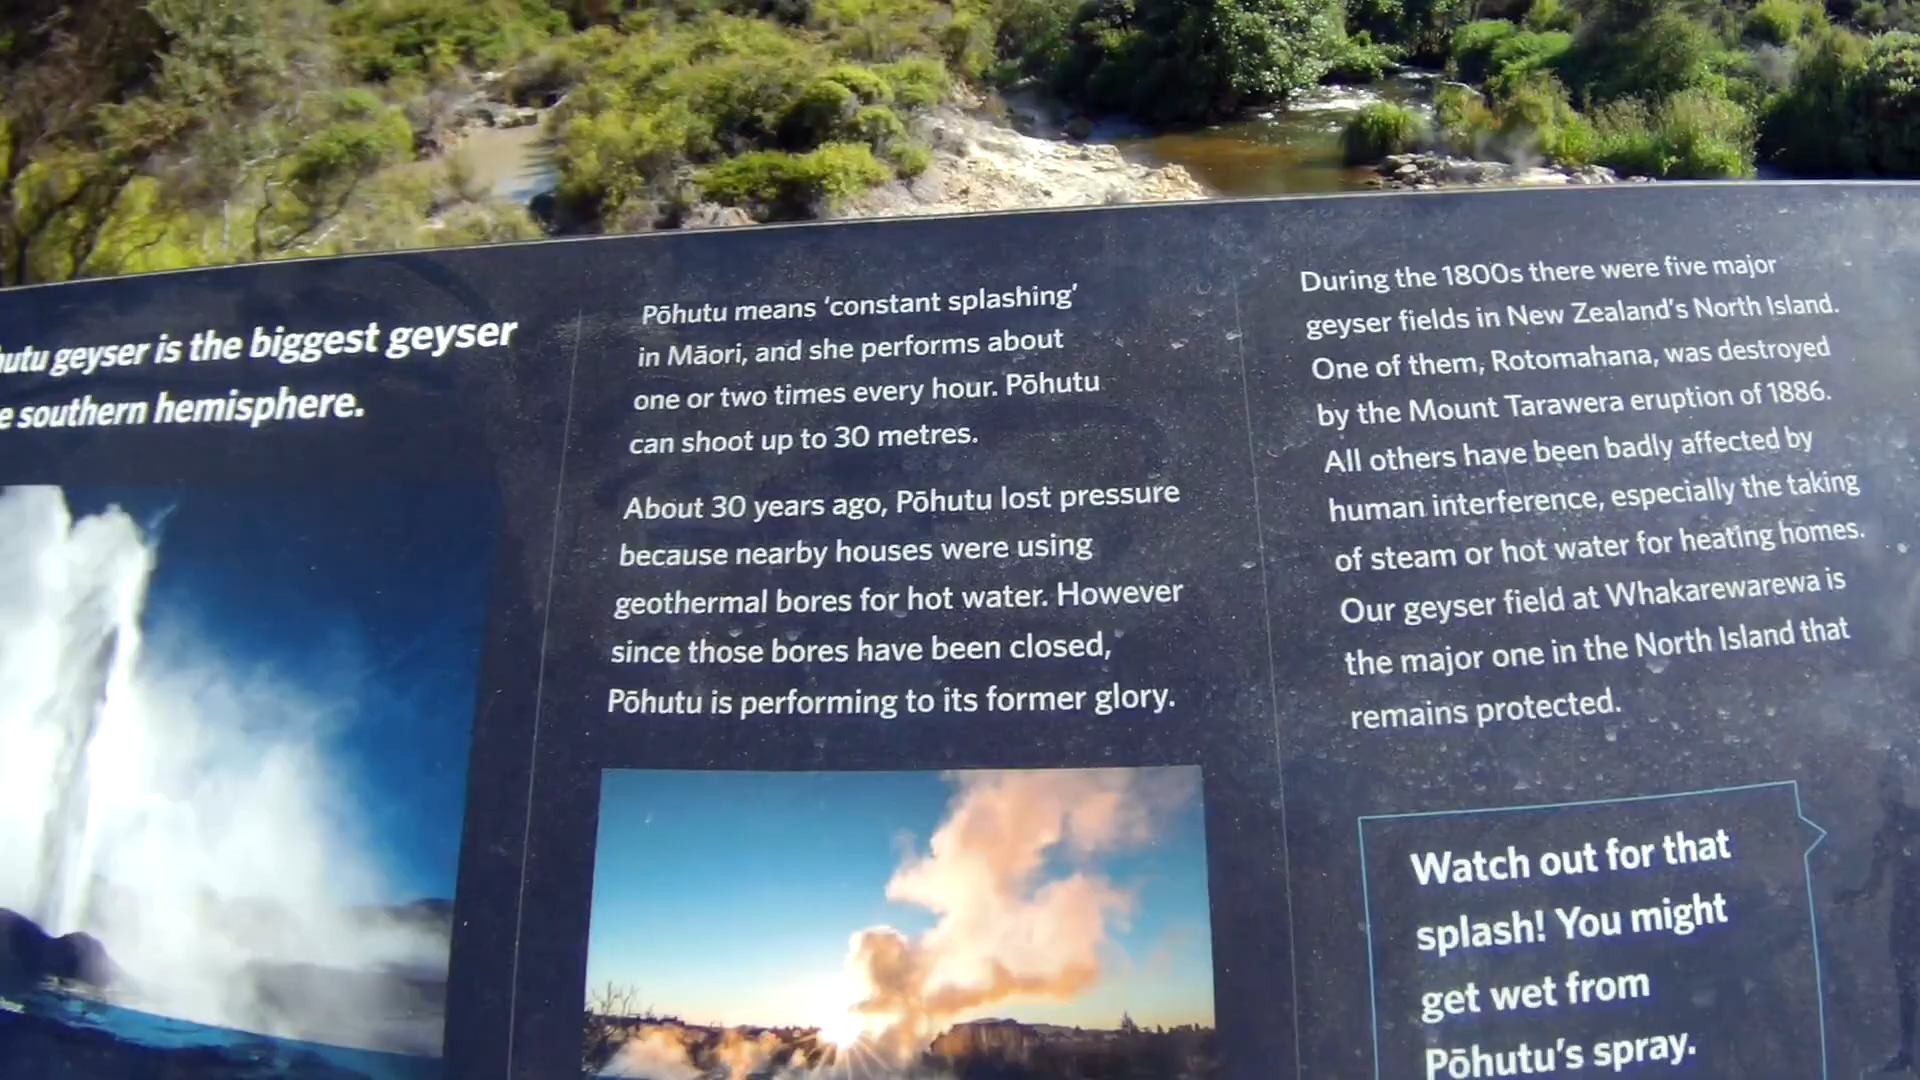 hutu geyser is the biggest geyser
e southern hemisphere.
Pōhutu means ‘constant splashing’
in Māori, and she performs about
one or two times every hour. Pōhutu
can shoot up to 30 metres.
About 30 years ago, Pōhutu lost pressure
because nearby houses were using
geothermal bores for hot water. However
since those bores have been closed,
Pōhutu is performing to its former glory.
During the 1800s there were five major
geyser fields in New Zealand’s North Island.
One of them, Rotomahana, was destroyed
by the Mount Tarawera eruption of 1886.
All others have been badly affected by
human interference, especially the taking
of steam or hot water for heating homes.
Our geyser field at Whakarewarewa is
the major one in the North Island that
remains protected.
Watch out for that
splash! You might
get wet from
Pōhutu’s spray.